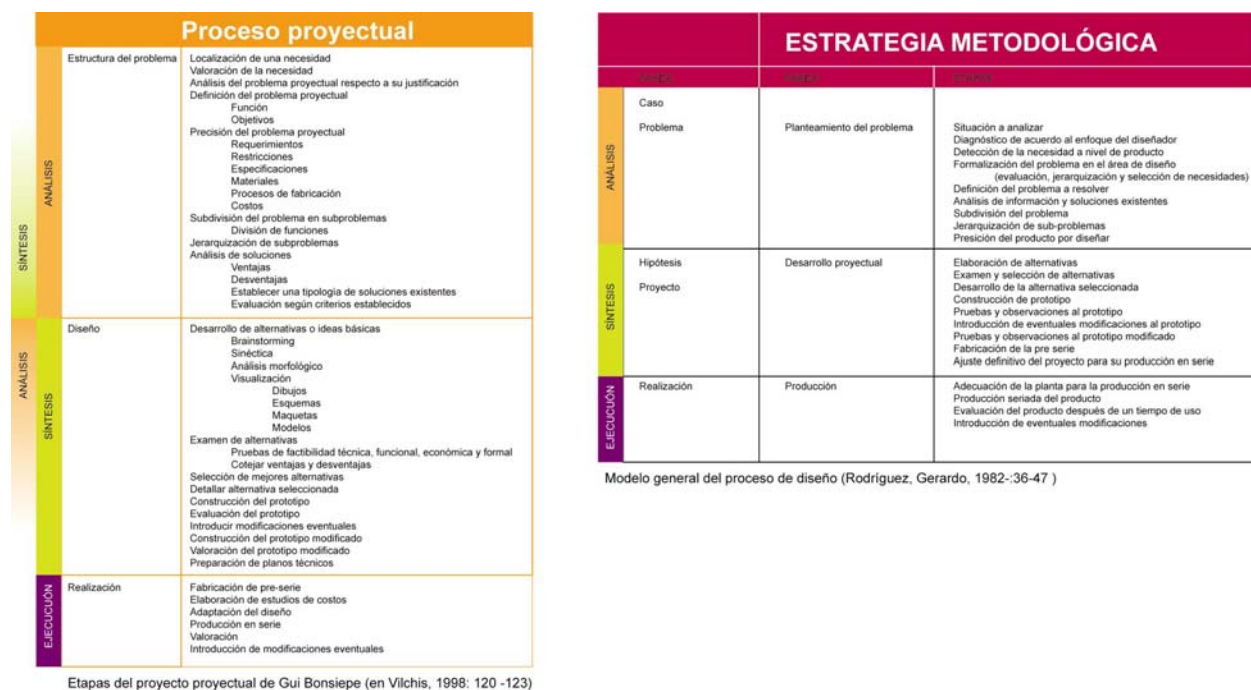 Proceso proyectual
SÍNTESIS
ANÁLISIS
Estructura del problema
Localización de una necesidad
Valoración de la necesidad
Análisis del problema proyectual respecto a su justificación
Definición del problema proyectual
Función
Objetivos
Precisión del problema proyectual
Requerimientos
Restricciones
Especificaciones
Materiales
Procesos de fabricación
Costos
Subdivisión del problema en subproblemas
División de funciones
Jerarquización de subproblemas
Análisis de soluciones
Ventajas
Desventajas
Establecer una tipología de soluciones existentes
Evaluación según criterios establecidos
ANÁLISIS
SÍNTESIS
Diseño
Desarrollo de alternativas o ideas básicas
Brainstorming
Sinéctica
Análisis morfológico
Visualización
Dibujos
Esquemas
Maquetas
Modelos
Examen de alternativas
Pruebas de factibilidad técnica, funcional, económica y formal
Cotejar ventajas y desventajas
Selección de mejores alternativas
Detallar alternativa seleccionada
Construcción del prototipo
Evaluación del prototipo
Introducir modificaciones eventuales
Construcción del prototipo modificado
Valoración del prototipo modificado
Preparación de planos técnicos
EJECUCUÓN
Realización
Fabricación de pre-serie
Elaboración de estudios de costos
Adaptación del diseño
Producción en serie
Valoración
Introducción de modificaciones eventuales
Etapas del proyecto proyectual de Gui Bonsiepe (en Vilchis, 1998: 120 -123)
ESTRATEGIA METODOLÓGICA
ANÁLISIS
Caso
Problema
Planteamiento del problema
Situación a analizar
Diagnóstico de acuerdo al enfoque del diseñador
Detección de la necesidad a nivel de producto
Formalización del problema en el área de diseño
(evaluación, jerarquización y selección de necesidades)
Definición del problema a resolver
Análisis de información y soluciones existentes
Subdivisión del problema
Jerarquización de sub-problemas
Presición del producto por diseñar
SÍNTESIS
Hipótesis
Proyecto
Desarrollo proyectual
Elaboración de alternativas
Examen y selección de alternativas
Desarrollo de la alternativa seleccionada
Construcción de prototipo
Pruebas y observaciones al prototipo
Introducción de eventuales modificaciones al prototipo
Pruebas y observaciones al prototipo modificado
Fabricación de la pre serie
Ajuste definitivo del proyecto para su producción en serie
EJECUCUÓN
Realización
Producción
Adecuación de la planta para la producción en serie
Producción seriada del producto
Evaluación del producto después de un tiempo de uso
Introducción de eventuales modificaciones
Modelo general del proceso de diseño (Rodríguez, Gerardo, 1982-:36-47 )